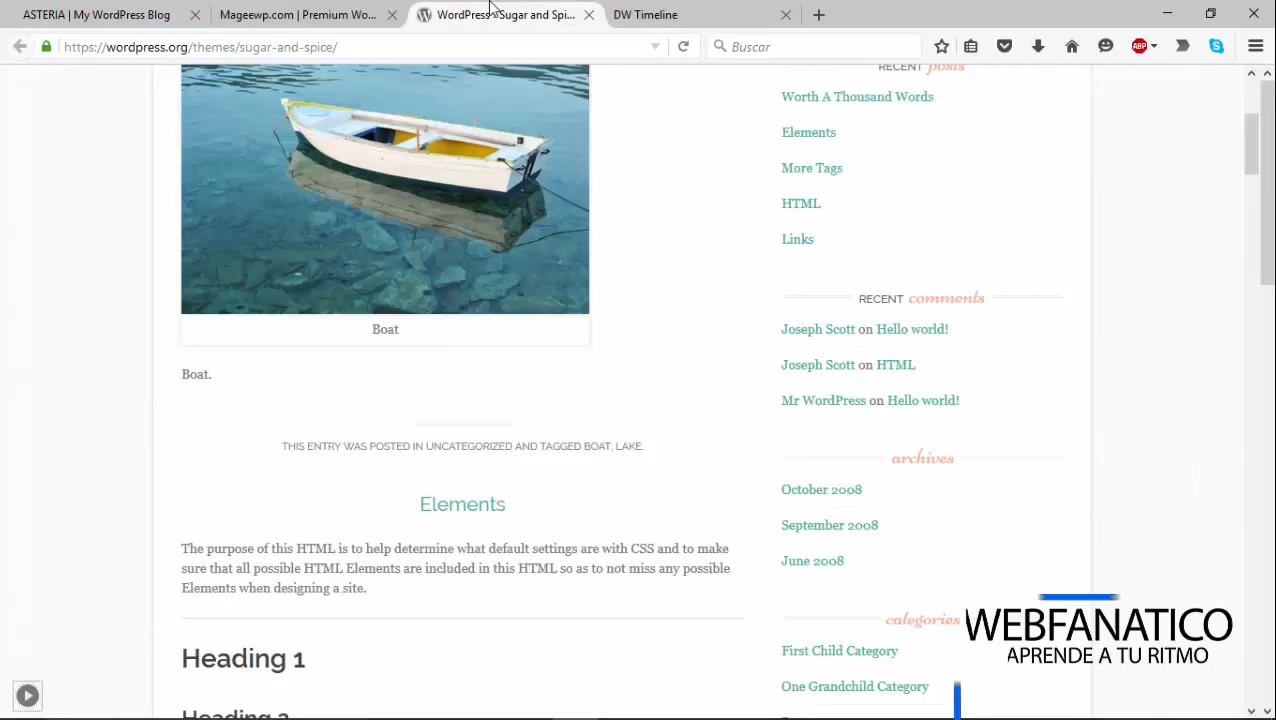 ASTERIA | My WordPress Blog
Mageewp.com | Premium Wo...
WordPress › Sugar and Spi...
DW Timeline
https://wordpress.org/themes/sugar-and-spice/
Buscar
ABP
RECENT posts
Worth A Thousand Words
Elements
More Tags
HTML
Links
RECENT comments
Joseph Scott on Hello world!
Joseph Scott on HTML
Mr WordPress on Hello world!
archives
October 2008
September 2008
June 2008
categories
First Child Category
One Grandchild Category
Boat
Boat.
THIS ENTRY WAS POSTED IN UNCATEGORIZED AND TAGGED BOAT, LAKE.
Elements
The purpose of this HTML is to help determine what default settings are with CSS and to make
sure that all possible HTML Elements are included in this HTML so as to not miss any possible
Elements when designing a site.
Heading 1
Heading 2
WEBFANATICO
APRENDE A TU RITMO